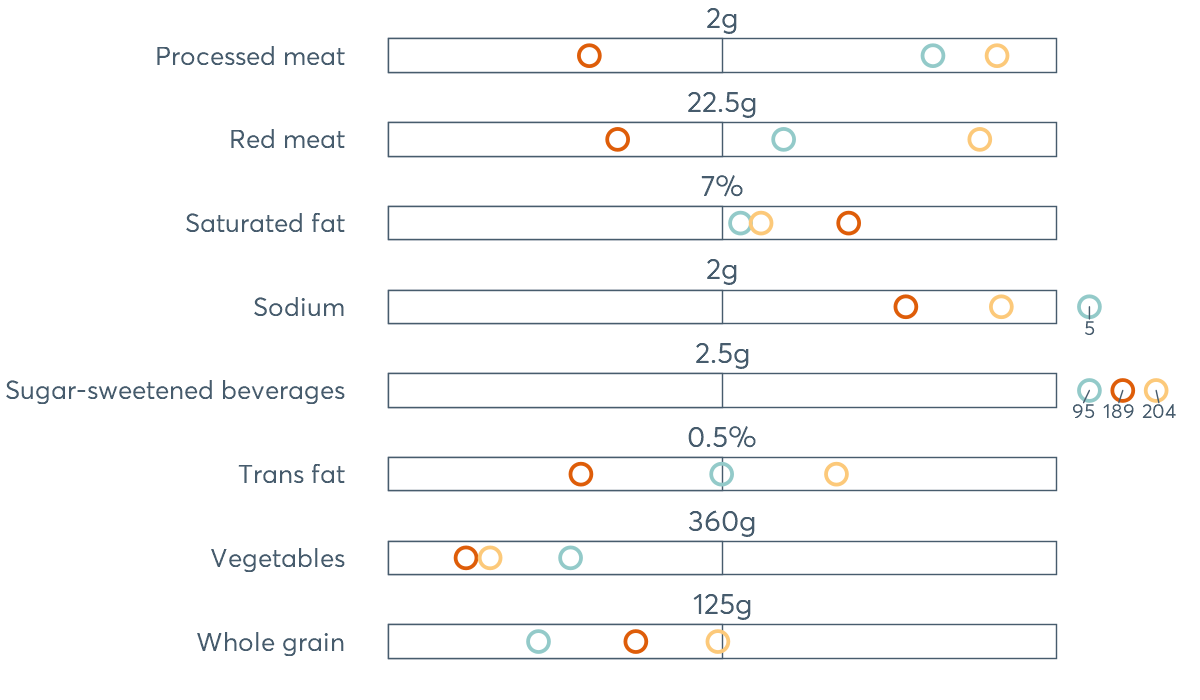 2g
Processed meat
22.5g
Red meat
7%
Saturated fat
2g
Sodium
5
2.5g
Sugar-sweetened beverages
95 189 204
0.5%
Trans fat
360g
Vegetables
125g
Whole grain